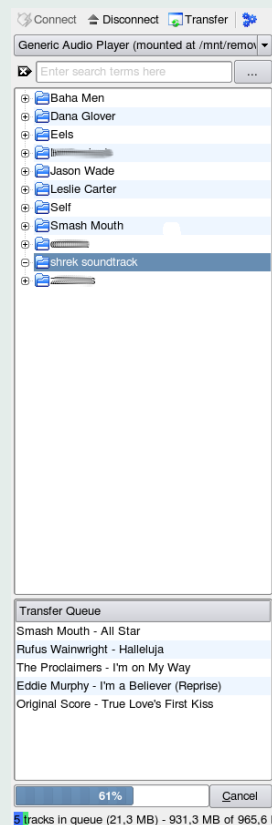 Connect Disconnect Transfer
Generic Audio Player (mounted at /mnt/remov
Enter search terms here ...
Baha Men
Dana Glover
Eels
Jason Wade
Leslie Carter
Self
Smash Mouth
shrek soundtrack
Transfer Queue
Smash Mouth - All Star
Rufus Wainwright - Halleluja
The Proclaimers - I'm on My Way
Eddie Murphy - I'm a Believer (Reprise)
Original Score - True Love's First Kiss
61% Cancel
5 tracks in queue (21,3 MB) - 931,3 MB of 965,6